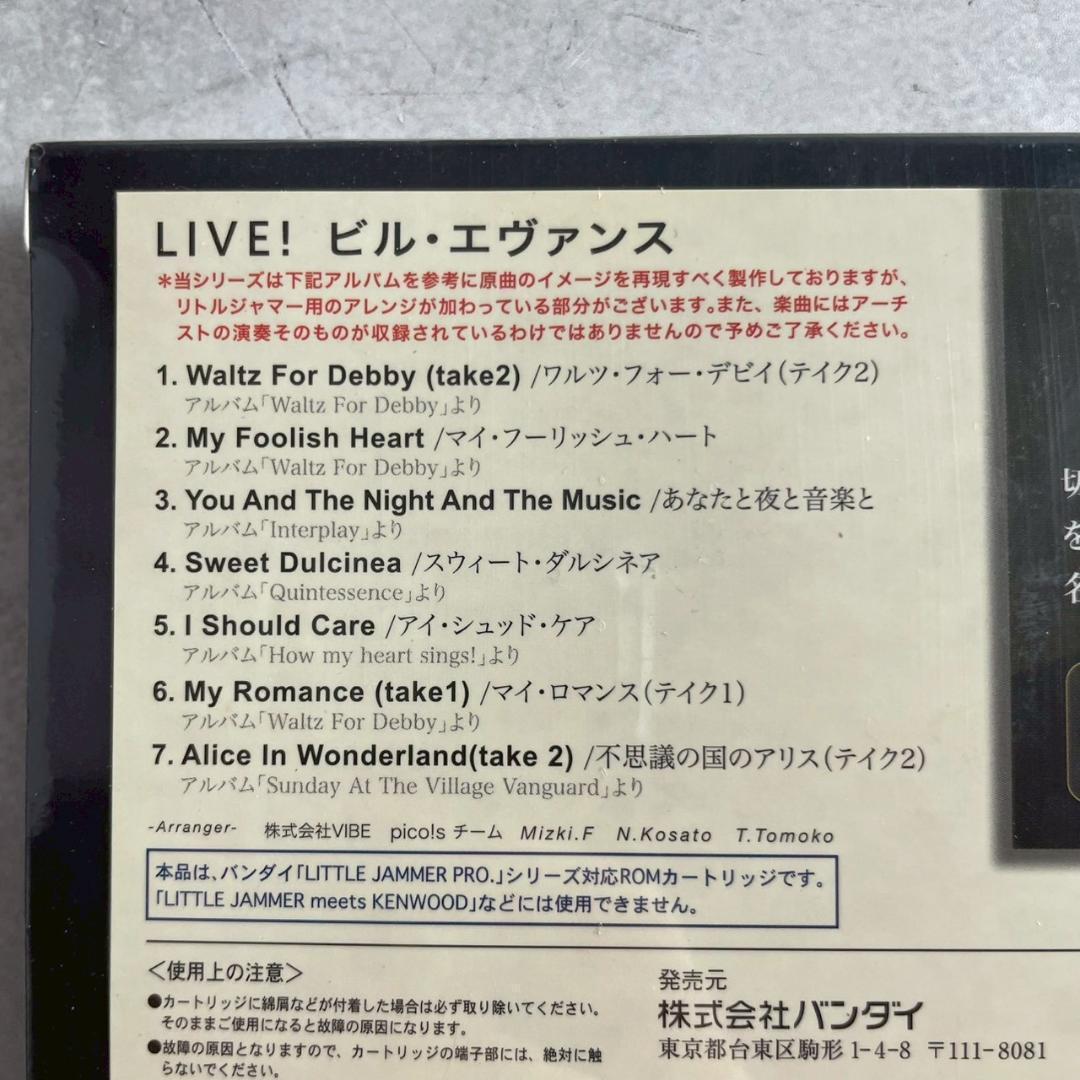 LIVE! ビル・エヴァンス
＊当シリーズは下記アルバムを参考に原曲のイメージを再現すべく製作しておりますが、
リトルジャマー用のアレンジが加わっている部分がございます。また、楽曲にはアーチ
ストの演奏そのものが収録されているわけではありませんので予めご了承ください。
1. Waltz For Debby (take2) /ワルツ・フォー・デビイ(テイク2)
アルバム「Waltz For Debby」より
2. My Foolish Heart /マイ・フーリッシュ・ハート
アルバム「Waltz For Debby」より
3. You And The Night And The Music /あなたと夜と音楽と
アルバム「Interplay」より
4. Sweet Dulcinea /スウィート・ダルシネア
アルバム「Quintessence」より
5. I Should Care /アイ・シュッド・ケア
アルバム「How my heart sings!」より
6. My Romance (take1) /マイ・ロマンス(テイク1)
アルバム「Waltz For Debby」より
7. Alice In Wonderland(take 2) /不思議の国のアリス(テイク2)
アルバム「Sunday At The Village Vanguard」より
-Arranger- 株式会社VIBE pico!s チーム Mizki.F N.Kosato T.Tomoko
本品は、バンダイ「LITTLE JAMMER PRO.」シリーズ対応ROMカートリッジです。
「LITTLE JAMMER meets KENWOOD」などには使用できません。
＜使用上の注意＞
●カートリッジに綿屑などが付着した場合は必ず取り除いてください。
そのままご使用になると故障の原因になります。
●故障の原因となりますので、カートリッジの端子部には、絶対に触
らないでください。
発売元
株式会社バンダイ
東京都台東区駒形 1-4-8 〒111-8081
切
を
名